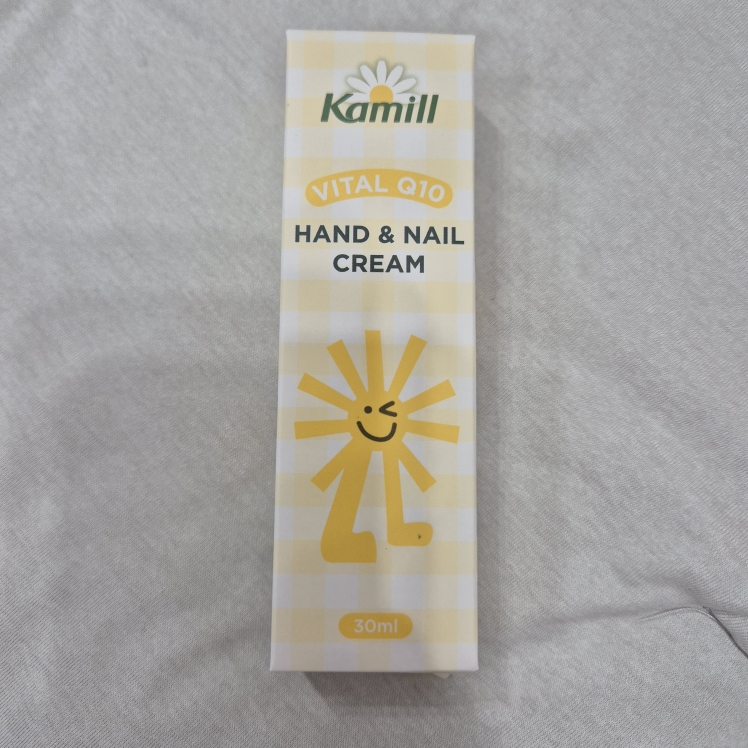 Kamill
VITAL Q10
HAND & NAIL
CREAM
30ml